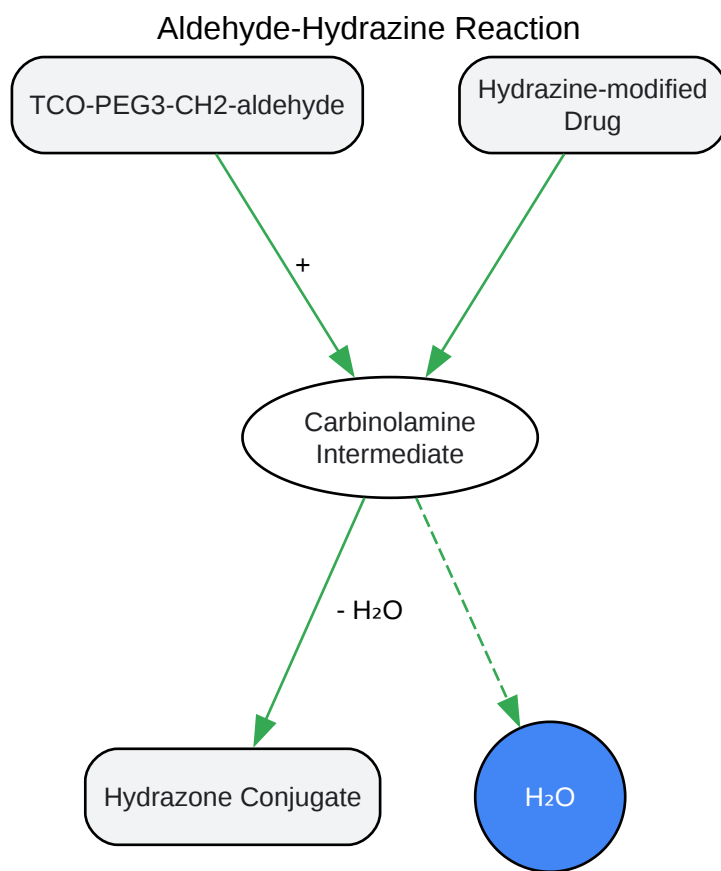 Aldehyde-Hydrazine Reaction
TCO-PEG3-CH2-aldehyde
Hydrazine-modified
Drug
+
Carbinolamine
Intermediate
- H₂O
Hydrazone Conjugate
H₂O